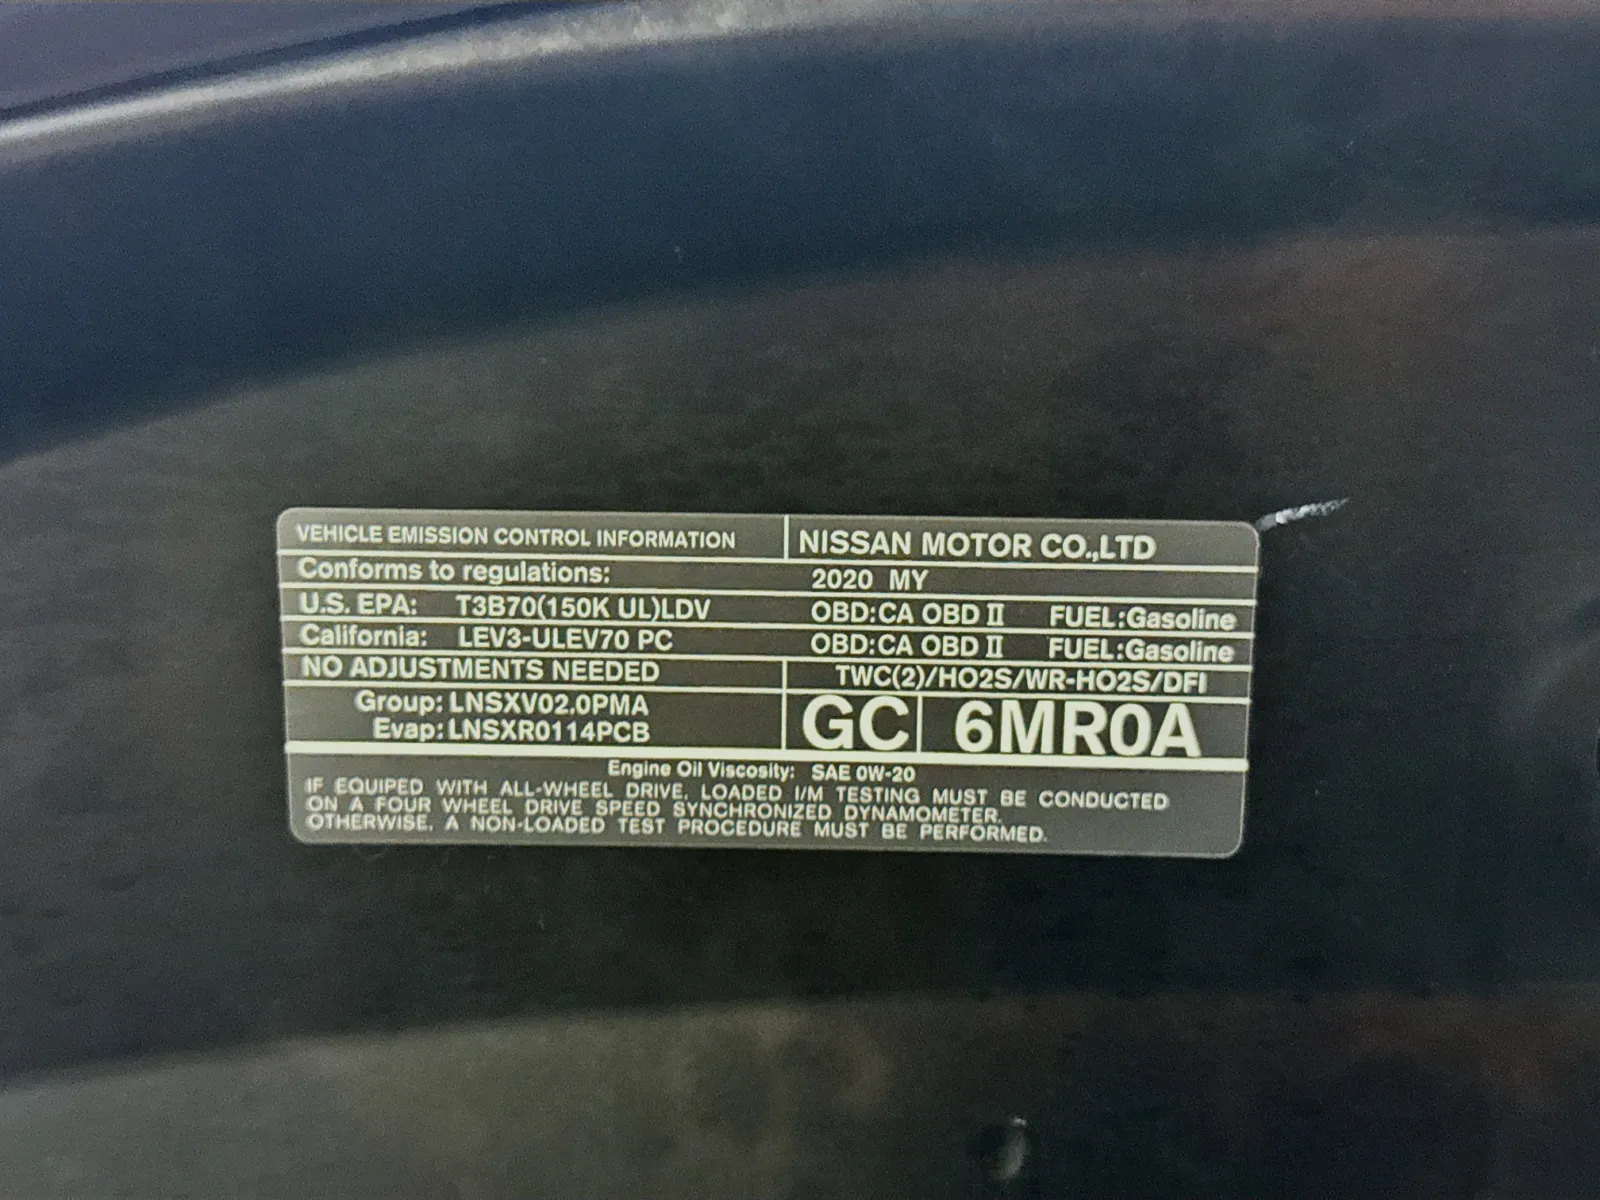 VEHICLE EMISSION CONTROL INFORMATION NISSAN MOTOR CO.,LTD
Conforms to regulations: 2020 MY
U.S. EPA: T3B70(150K UL)LDV OBD:CA OBD II FUEL:Gasoline
California: LEV3-ULEV70 PC OBD:CA OBD II FUEL:Gasoline
NO ADJUSTMENTS NEEDED TWC(2)/HO2S/WR-HO2S/DFI
Group: LNSXV02.0PMA GC 6MR0A
Evap: LNSXR0114PCB
Engine Oil Viscosity: SAE 0W-20
IF EQUIPED WITH ALL-WHEEL DRIVE, LOADED I/M TESTING MUST BE CONDUCTED
ON A FOUR WHEEL DRIVE SPEED SYNCHRONIZED DYNAMOMETER.
OTHERWISE, A NON-LOADED TEST PROCEDURE MUST BE PERFORMED.